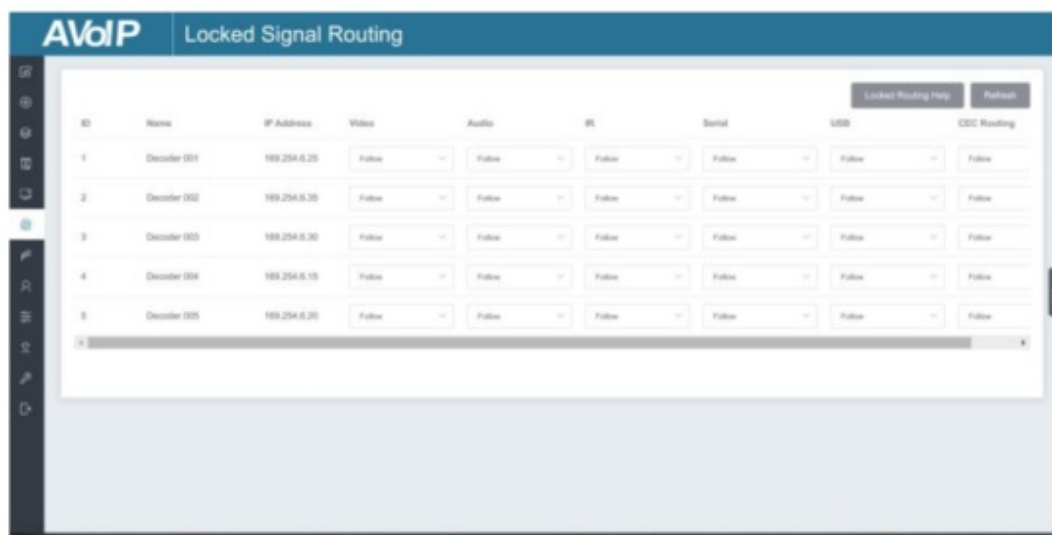 AVoIP Locked Signal Routing
Locked Routing Help Refresh
ID Name IP Address Video Audio IR Serial USB CEC Routing
1 Decoder 001 169.254.6.25 Follow Follow Follow Follow Follow Follow
2 Decoder 002 169.254.6.35 Follow Follow Follow Follow Follow Follow
3 Decoder 003 169.254.6.30 Follow Follow Follow Follow Follow Follow
4 Decoder 004 169.254.6.15 Follow Follow Follow Follow Follow Follow
5 Decoder 005 169.254.6.20 Follow Follow Follow Follow Follow Follow